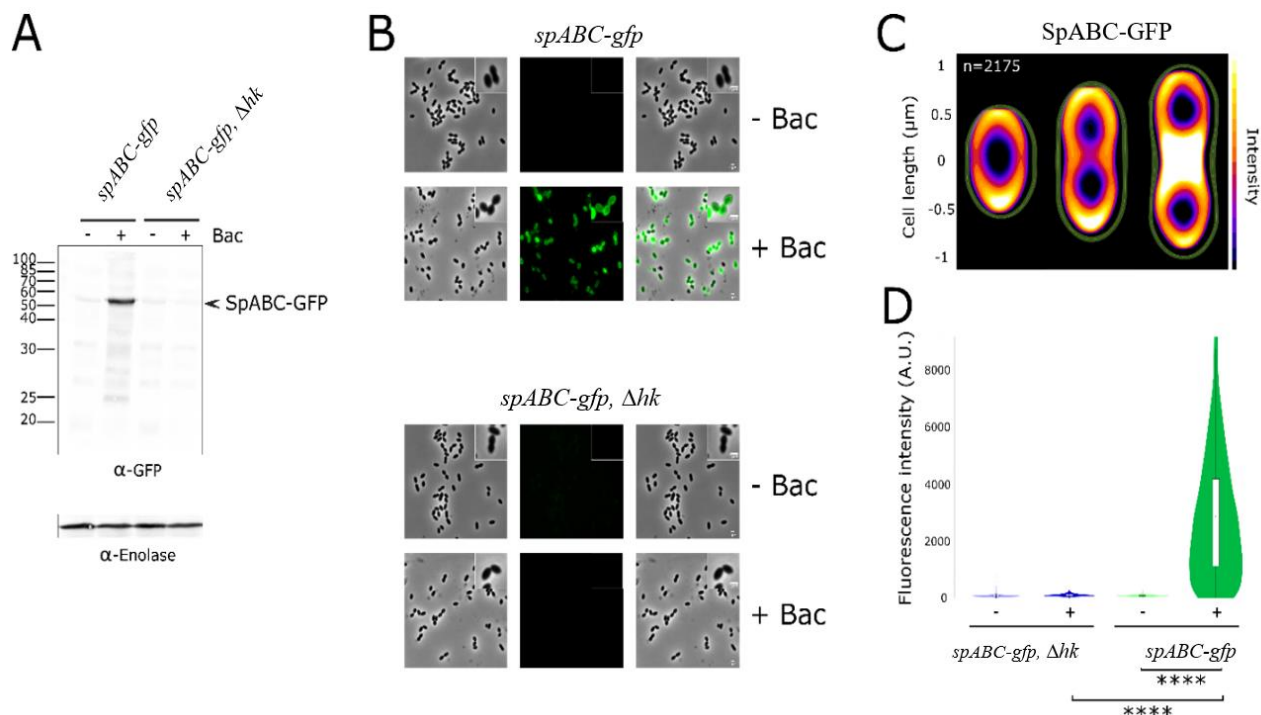 A
spABC-gfp
spABC-gfp, Δhk
- + - + Bac
100
85
70
60
50
40
30
25
20
SpABC-GFP
α-GFP
α-Enolase
B
spABC-gfp
- Bac
+ Bac
spABC-gfp, Δhk
- Bac
+ Bac
C
SpABC-GFP
n=2175
Cell length (µm)
1
0.5
0
-0.5
-1
Intensity
D
Fluorescence intensity (A.U.)
8000
6000
4000
2000
0
- + - +
spABC-gfp, Δhk
spABC-gfp
****
****